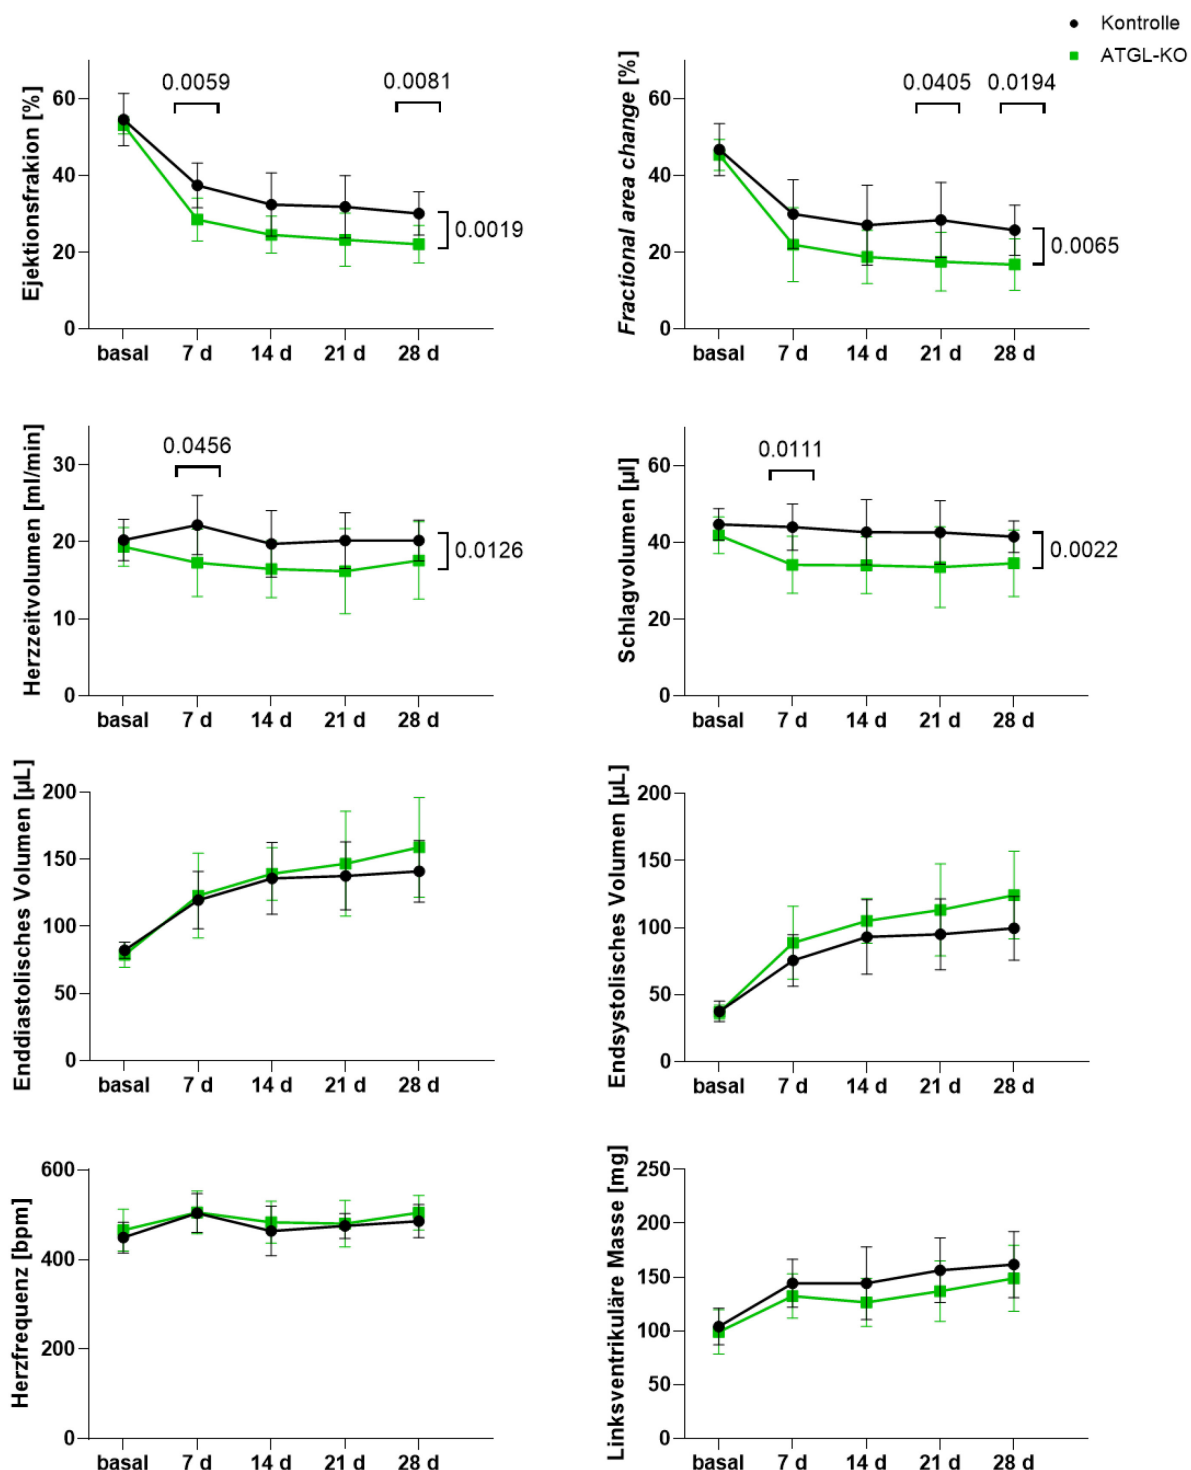 Kontrolle
ATGL-KO
Ejektionsfrakion [%]
60
40
20
0
0.0059
0.0081
0.0019
basal 7 d 14 d 21 d 28 d
Fractional area change [%]
60
40
20
0
0.0405
0.0194
0.0065
basal 7 d 14 d 21 d 28 d
Herzzeitvolumen [ml/min]
30
20
10
0
0.0456
0.0126
basal 7 d 14 d 21 d 28 d
Schlagvolumen [µl]
60
40
20
0
0.0111
0.0022
basal 7 d 14 d 21 d 28 d
Enddiastolisches Volumen [µL]
200
150
100
50
0
basal 7 d 14 d 21 d 28 d
Endsystolisches Volumen [µL]
200
150
100
50
0
basal 7 d 14 d 21 d 28 d
Herzfrequenz [bpm]
600
400
200
0
basal 7 d 14 d 21 d 28 d
Linksventrikuläre Masse [mg]
250
200
150
100
50
0
basal 7 d 14 d 21 d 28 d